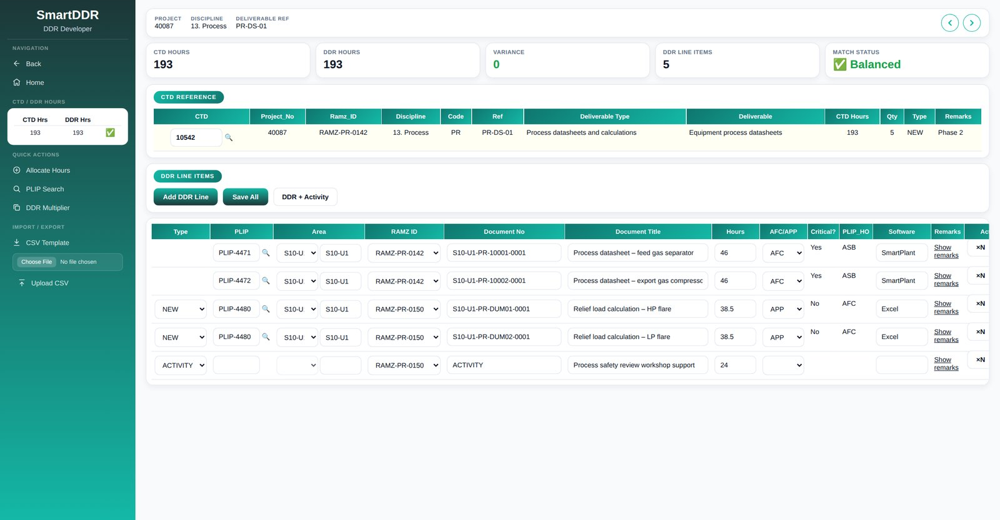 SmartDDR
DDR Developer
NAVIGATION
Back
Home
CTD / DDR HOURS
CTD Hrs DDR Hrs
193 193 ✅
QUICK ACTIONS
Allocate Hours
PLIP Search
DDR Multiplier
IMPORT / EXPORT
CSV Template
Choose File No file chosen
Upload CSV
PROJECT DISCIPLINE DELIVERABLE REF
40087 13. Process PR-DS-01
CTD HOURS DDR HOURS VARIANCE DDR LINE ITEMS MATCH STATUS
193 193 0 5 ✅ Balanced
CTD REFERENCE
CTD Project_No Ramz_ID Discipline Code Ref Deliverable Type Deliverable CTD Hours Qty Type Remarks
10542 🔍 40087 RAMZ-PR-0142 13. Process PR PR-DS-01 Process datasheets and calculations Equipment process datasheets 193 5 NEW Phase 2
DDR LINE ITEMS
Add DDR Line Save All DDR + Activity
Type PLIP Area RAMZ ID Document No Document Title Hours AFC/APP Critical? PLIP_HO Software Remarks Act
PLIP-4471 🔍 S10-U S10-U1 RAMZ-PR-0142 S10-U1-PR-10001-0001 Process datasheet – feed gas separator 46 AFC Yes ASB SmartPlant Show remarks ×N
PLIP-4472 🔍 S10-U S10-U1 RAMZ-PR-0142 S10-U1-PR-10002-0001 Process datasheet – export gas compressc 46 AFC Yes ASB SmartPlant Show remarks ×N
NEW PLIP-4480 🔍 S10-U S10-U1 RAMZ-PR-0150 S10-U1-PR-DUM01-0001 Relief load calculation – HP flare 38.5 APP No AFC Excel Show remarks ×N
NEW PLIP-4480 🔍 S10-U S10-U1 RAMZ-PR-0150 S10-U1-PR-DUM02-0001 Relief load calculation – LP flare 38.5 APP No AFC Excel Show remarks ×N
ACTIVITY RAMZ-PR-0150 ACTIVITY Process safety review workshop support 24 Show remarks ×N